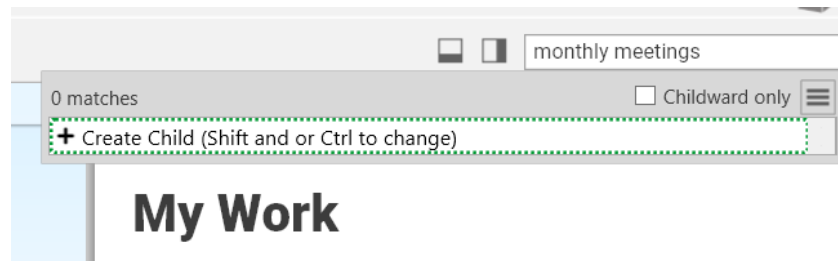 monthly meetings
0 matches Childward only
+ Create Child (Shift and or Ctrl to change)
My Work